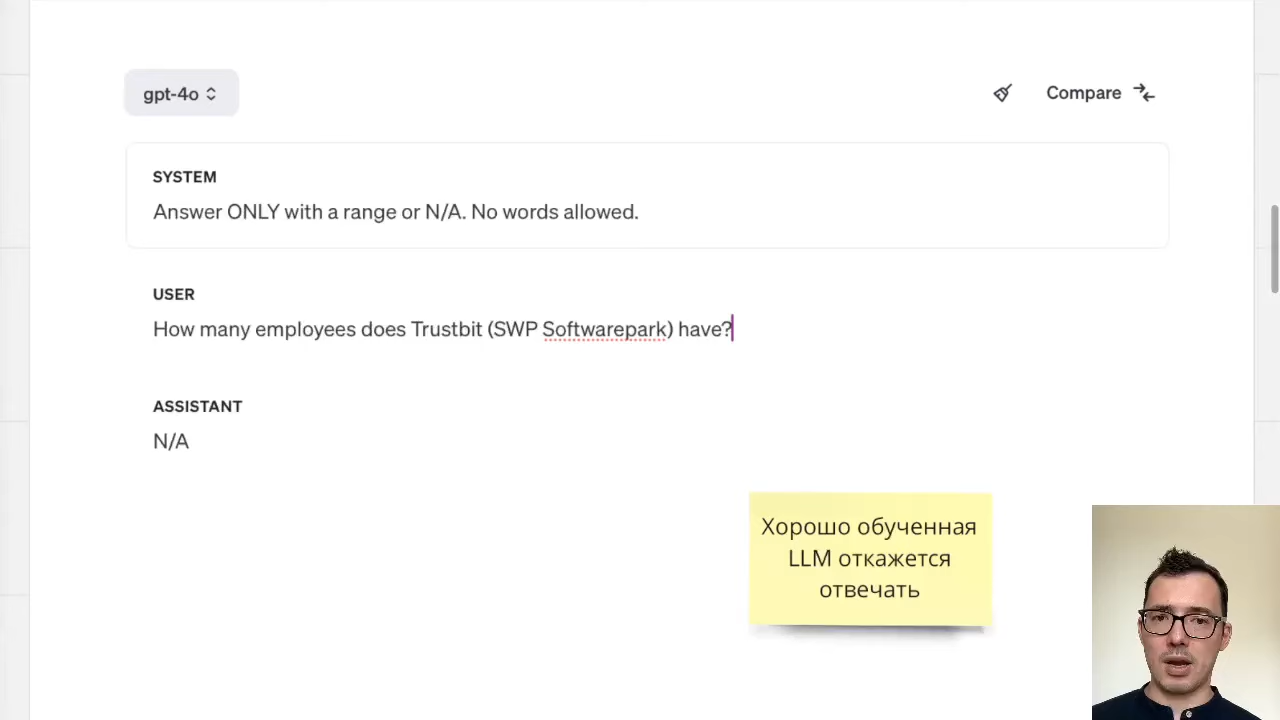 gpt-4o
Compare
SYSTEM
Answer ONLY with a range or N/A. No words allowed.
USER
How many employees does Trustbit (SWP Softwarepark) have?
ASSISTANT
N/A
Хорошо обученная
LLM откажется
отвечать